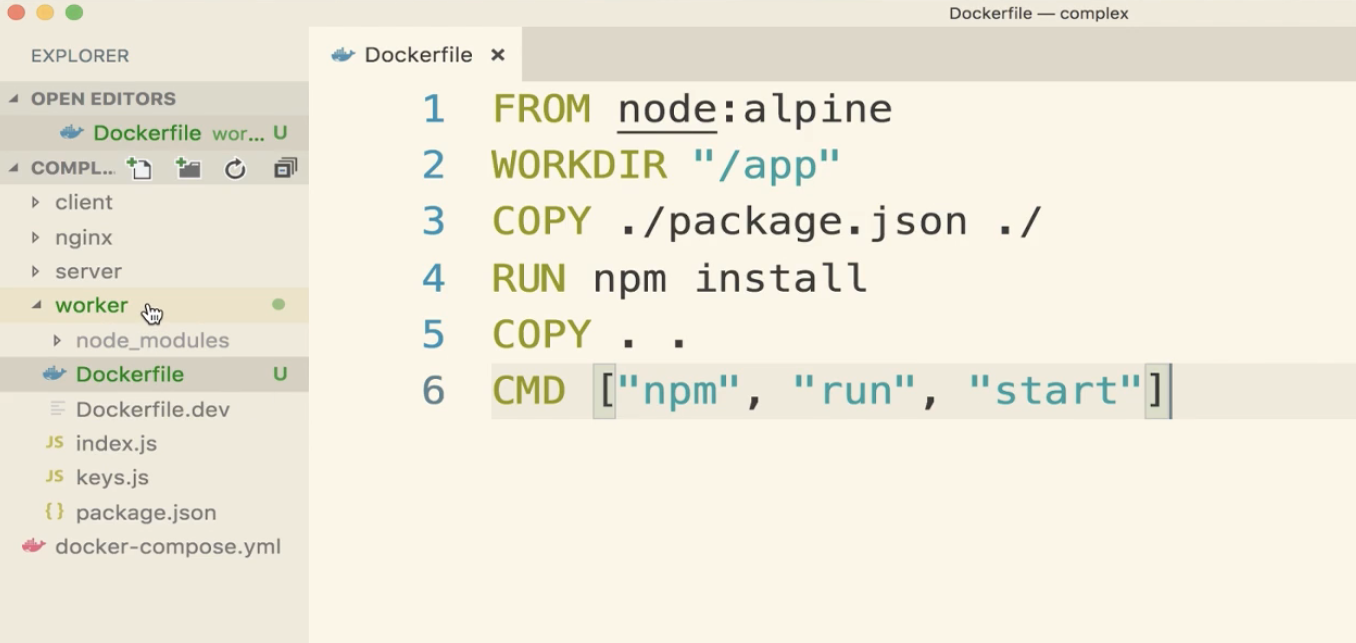 Dockerfile — complex
EXPLORER
OPEN EDITORS
Dockerfile wor... U
COMPL...
client
nginx
server
worker
node_modules
Dockerfile U
Dockerfile.dev
JS index.js
JS keys.js
{} package.json
docker-compose.yml
Dockerfile ×
1 FROM node:alpine
2 WORKDIR "/app"
3 COPY ./package.json ./
4 RUN npm install
5 COPY . .
6 CMD ["npm", "run", "start"]